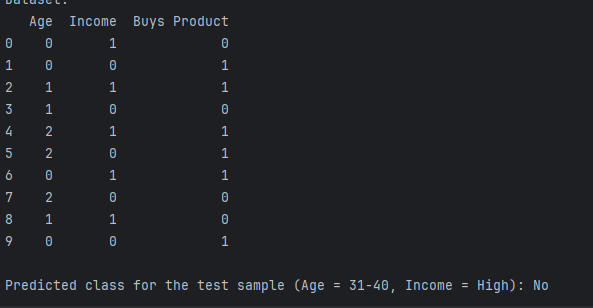 Dataset:
Age Income Buys Product
0 0 1 0
1 0 0 1
2 1 1 1
3 1 0 0
4 2 1 1
5 2 0 1
6 0 1 1
7 2 0 0
8 1 1 0
9 0 0 1
Predicted class for the test sample (Age = 31-40, Income = High): No